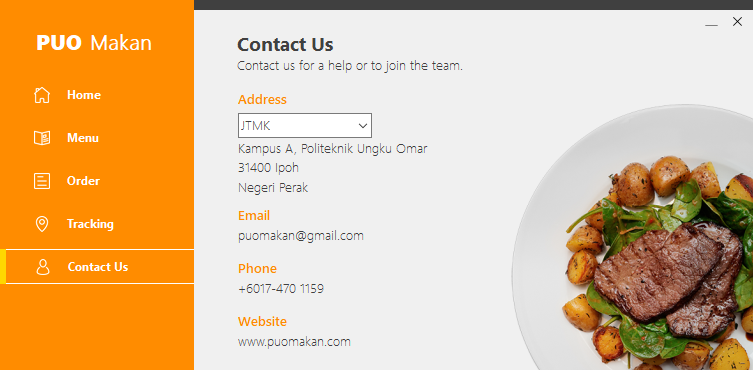 PUO Makan
Home
Menu
Order
Tracking
Contact Us
Contact Us
Contact us for a help or to join the team.
Address
JTMK
Kampus A, Politeknik Ungku Omar
31400 Ipoh
Negeri Perak
Email
puomakan@gmail.com
Phone
+6017-470 1159
Website
www.puomakan.com